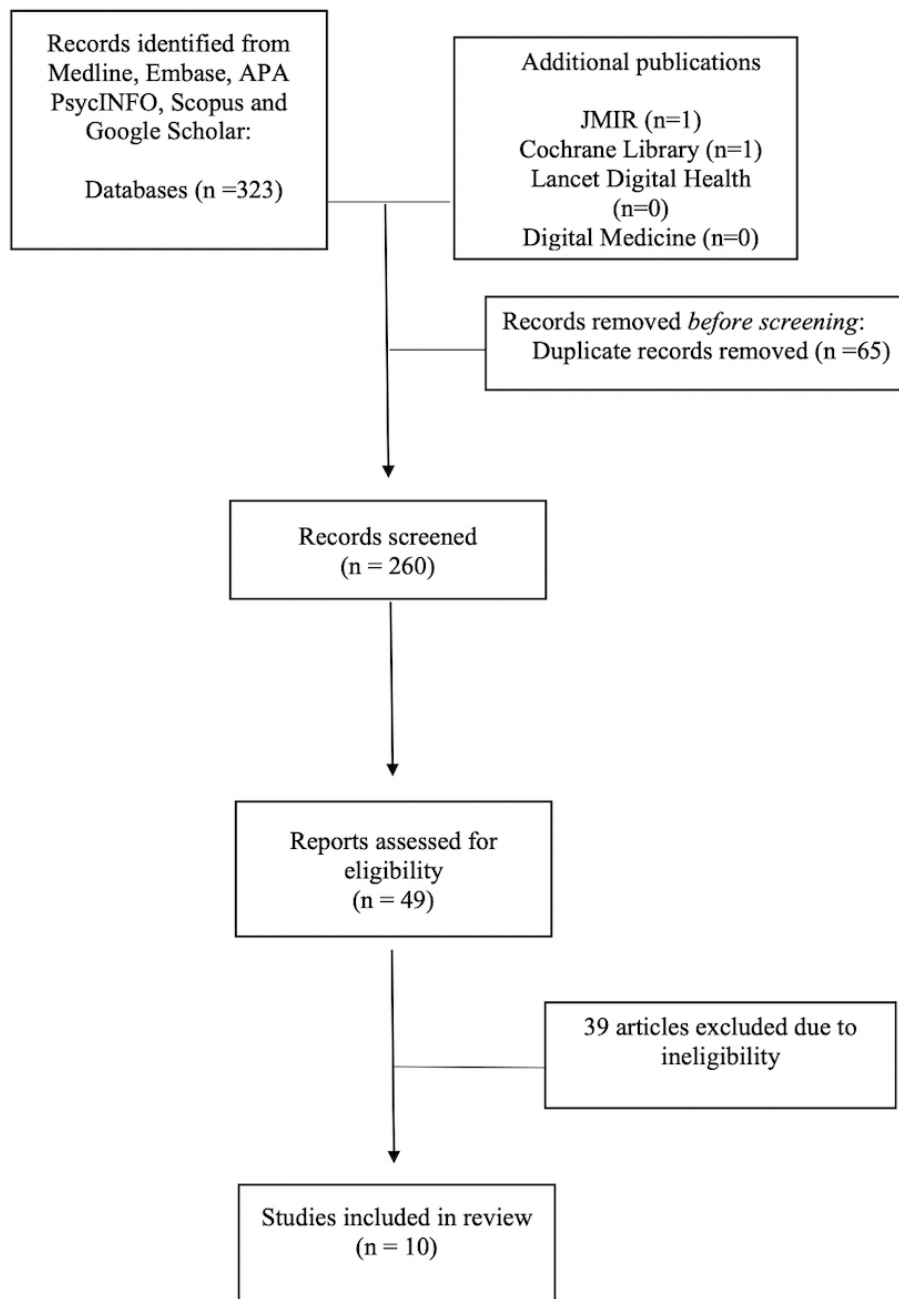 Records identified from
Medline, Embase, APA
PsycINFO, Scopus and
Google Scholar:
Databases (n =323)
Additional publications
JMIR (n=1)
Cochrane Library (n=1)
Lancet Digital Health
(n=0)
Digital Medicine (n=0)
Records removed before screening:
Duplicate records removed (n =65)
Records screened
(n = 260)
Reports assessed for
eligibility
(n = 49)
39 articles excluded due to
ineligibility
Studies included in review
(n = 10)